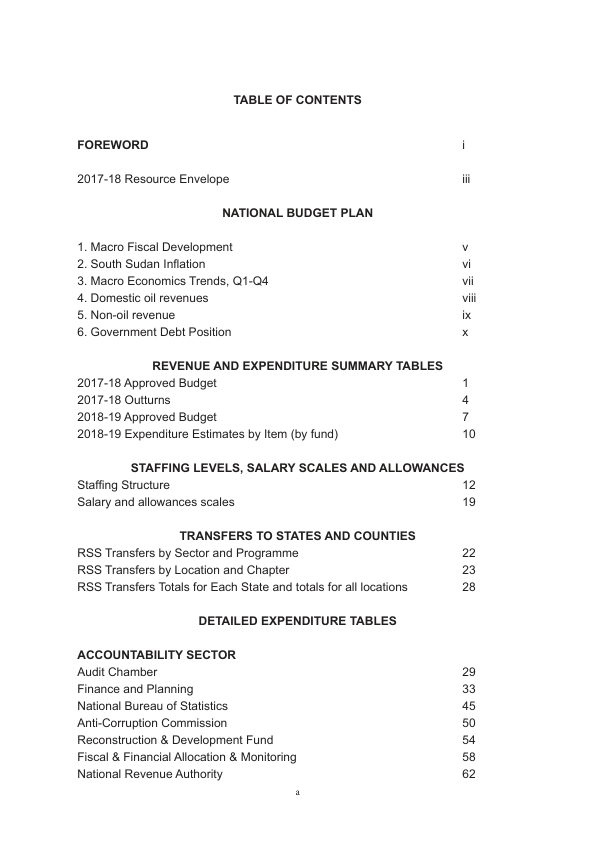 TABLE OF CONTENTS
FOREWORD i
2017-18 Resource Envelope iii
NATIONAL BUDGET PLAN
1. Macro Fiscal Development v
2. South Sudan Inflation vi
3. Macro Economics Trends, Q1-Q4 vii
4. Domestic oil revenues viii
5. Non-oil revenue ix
6. Government Debt Position x
REVENUE AND EXPENDITURE SUMMARY TABLES
2017-18 Approved Budget 1
2017-18 Outturns 4
2018-19 Approved Budget 7
2018-19 Expenditure Estimates by Item (by fund) 10
STAFFING LEVELS, SALARY SCALES AND ALLOWANCES
Staffing Structure 12
Salary and allowances scales 19
TRANSFERS TO STATES AND COUNTIES
RSS Transfers by Sector and Programme 22
RSS Transfers by Location and Chapter 23
RSS Transfers Totals for Each State and totals for all locations 28
DETAILED EXPENDITURE TABLES
ACCOUNTABILITY SECTOR
Audit Chamber 29
Finance and Planning 33
National Bureau of Statistics 45
Anti-Corruption Commission 50
Reconstruction & Development Fund 54
Fiscal & Financial Allocation & Monitoring 58
National Revenue Authority 62
a